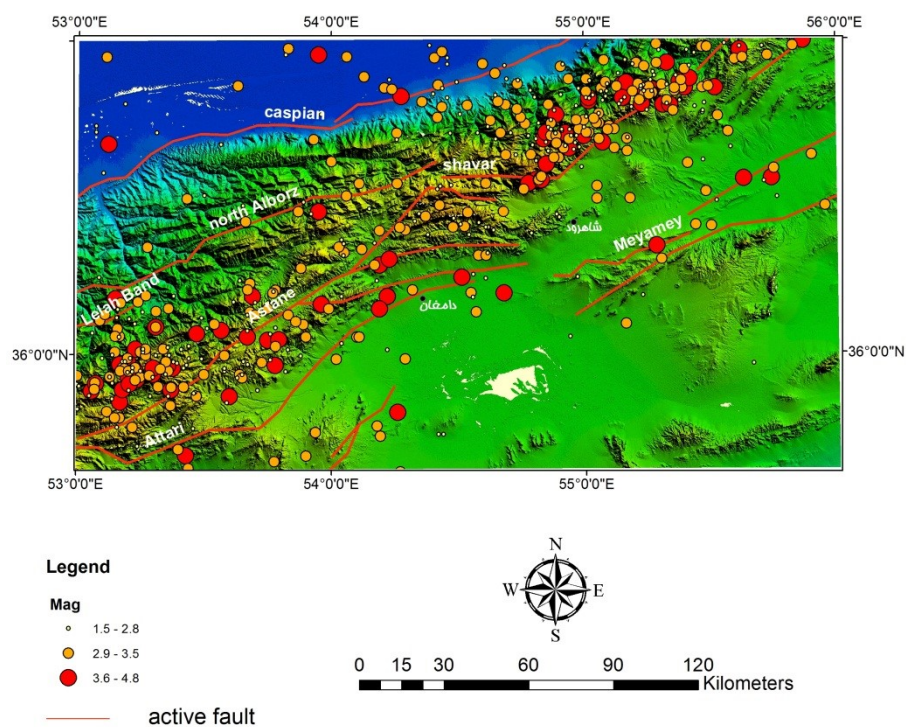 53°0'0"E 54°0'0"E 55°0'0"E 56°0'0"E
caspian
shavar
north Alborz
شاهرود
Meyamey
Lelah Band
Astane
دامغان
36°0'0"N 36°0'0"N
Attari
53°0'0"E 54°0'0"E 55°0'0"E
Legend
Mag
1.5 - 2.8
2.9 - 3.5
3.6 - 4.8
active fault
N
W E
S
0 15 30 60 90 120
Kilometers